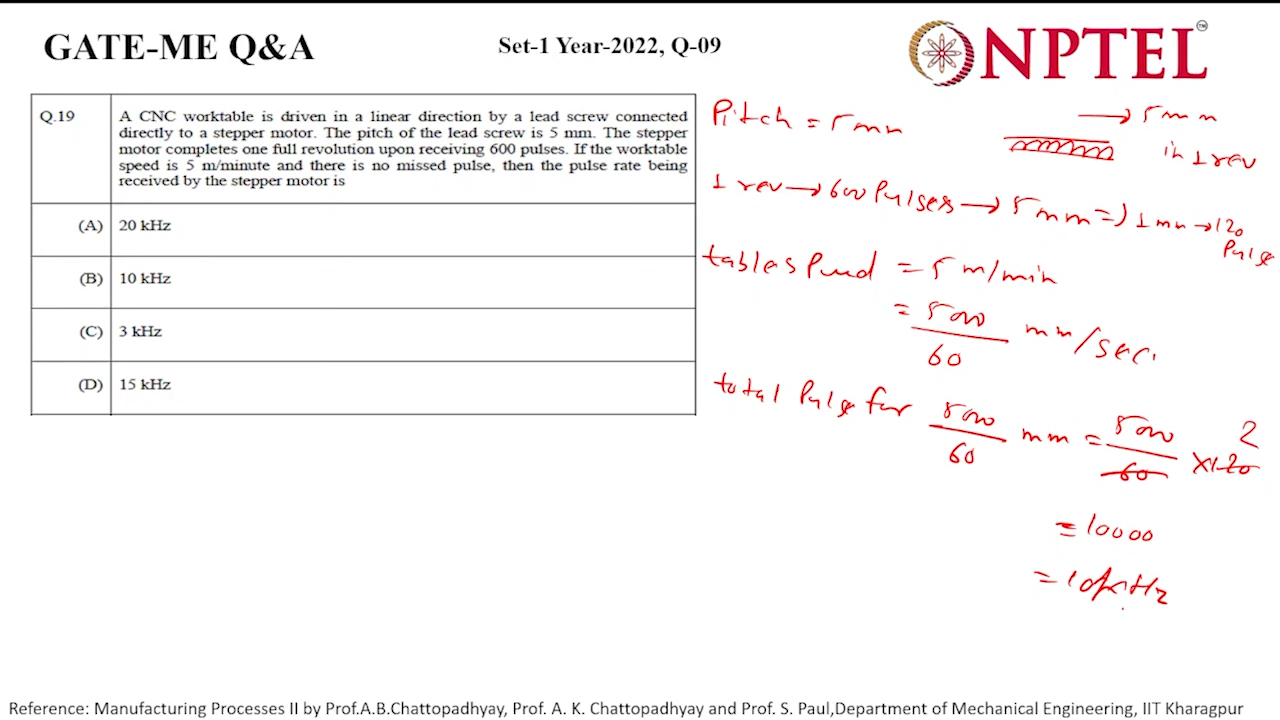 GATE-ME Q&A
Set-1 Year-2022, Q-09
NPTEL
TM
Q.19
A CNC worktable is driven in a linear direction by a lead screw connected
directly to a stepper motor. The pitch of the lead screw is 5 mm. The stepper
motor completes one full revolution upon receiving 600 pulses. If the worktable
speed is 5 m/minute and there is no missed pulse, then the pulse rate being
received by the stepper motor is
(A) 20 kHz
(B) 10 kHz
(C) 3 kHz
(D) 15 kHz
Pitch = 5mm
→ 5mm
in 1 rev
1 rev → 600 Pulses → 5mm => 1 mm → 120
Pulse
table speed = 5 m/min
= 5000/60 mm/sec.
total Pulse for 5000/60 mm = 5000/60 × 120 2
= 10000
= 10 kHz
Reference: Manufacturing Processes II by Prof.A.B.Chattopadhyay, Prof. A. K. Chattopadhyay and Prof. S. Paul,Department of Mechanical Engineering, IIT Kharagpur